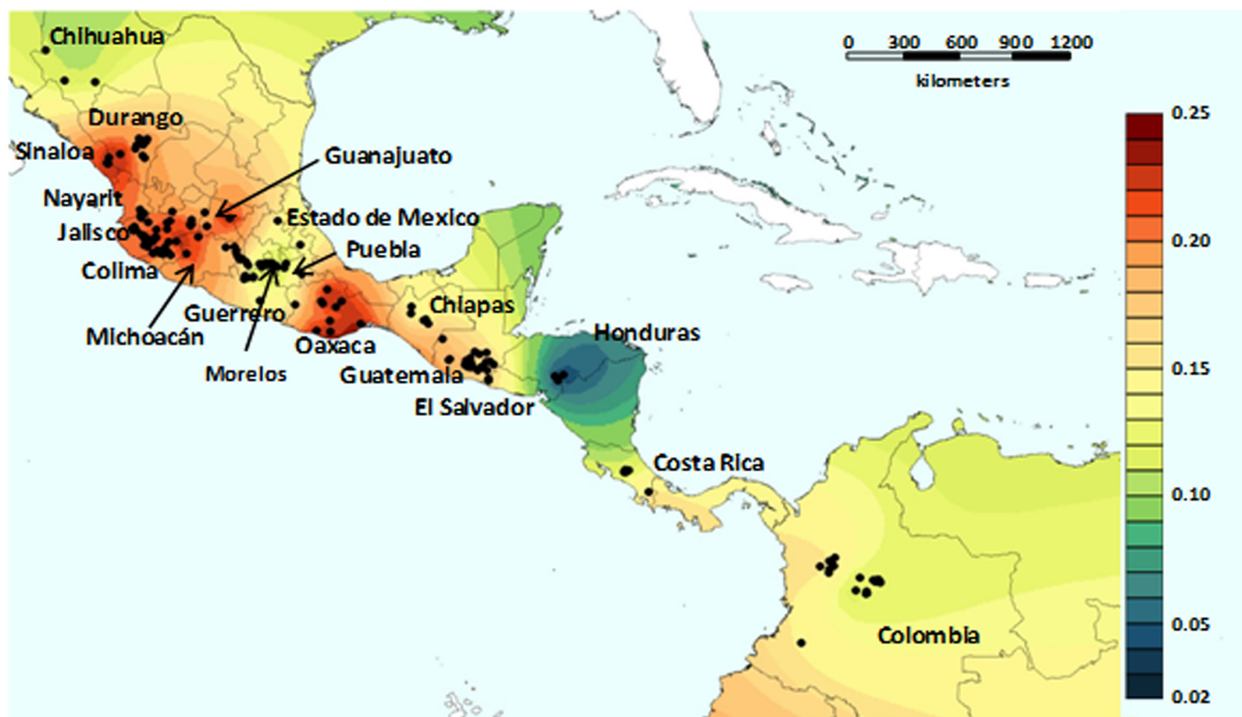 Chihuahua
0 300 600 900 1200
kilometers
0.25
Durango
Sinaloa
Guanajuato
Nayarit
Estado de Mexico
Jalisco
0.20
Puebla
Colima
Chiapas
Guerrero
Michoacán
Honduras
Oaxaca
0.15
Morelos
Guatemala
El Salvador
Costa Rica
0.10
0.05
Colombia
0.02